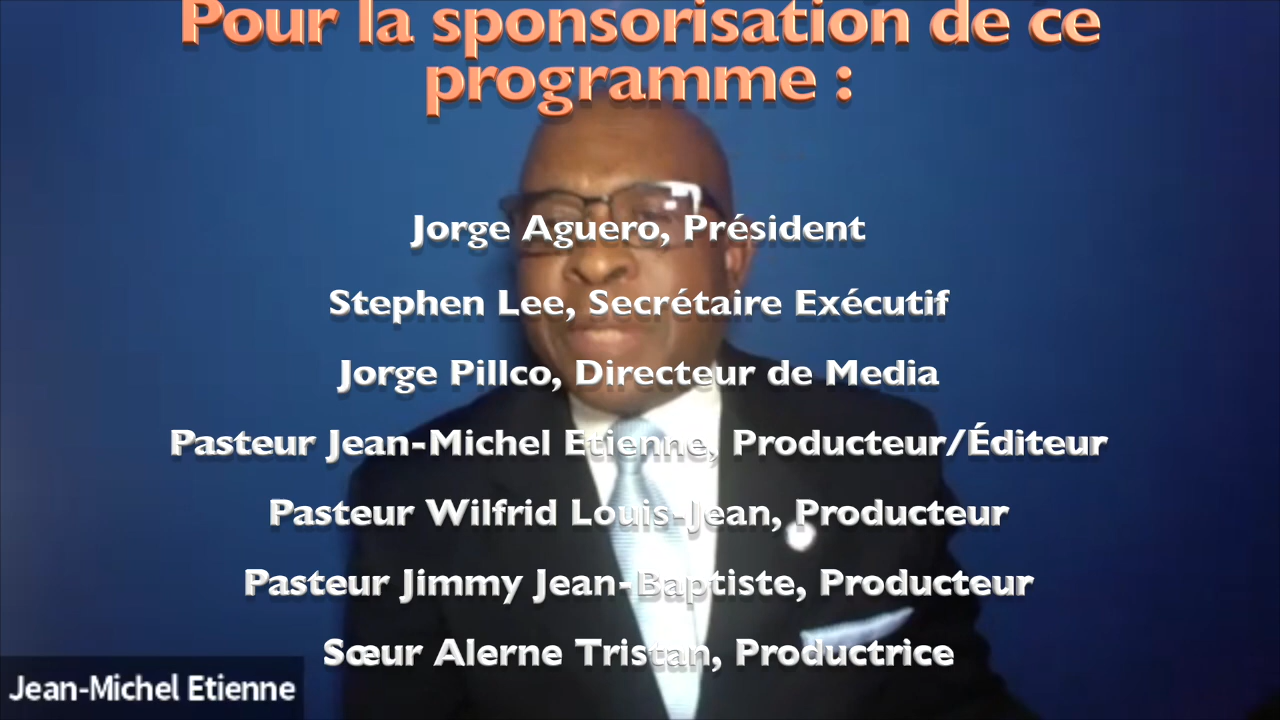 Pour la sponsorisation de ce
programme :
Jorge Aguero, Président
Stephen Lee, Secrétaire Exécutif
Jorge Pillco, Directeur de Media
Pasteur Jean-Michel Etienne, Producteur/Éditeur
Pasteur Wilfrid Louis-Jean, Producteur
Pasteur Jimmy Jean-Baptiste, Producteur
Sœur Alerne Tristan, Productrice
Jean-Michel Etienne